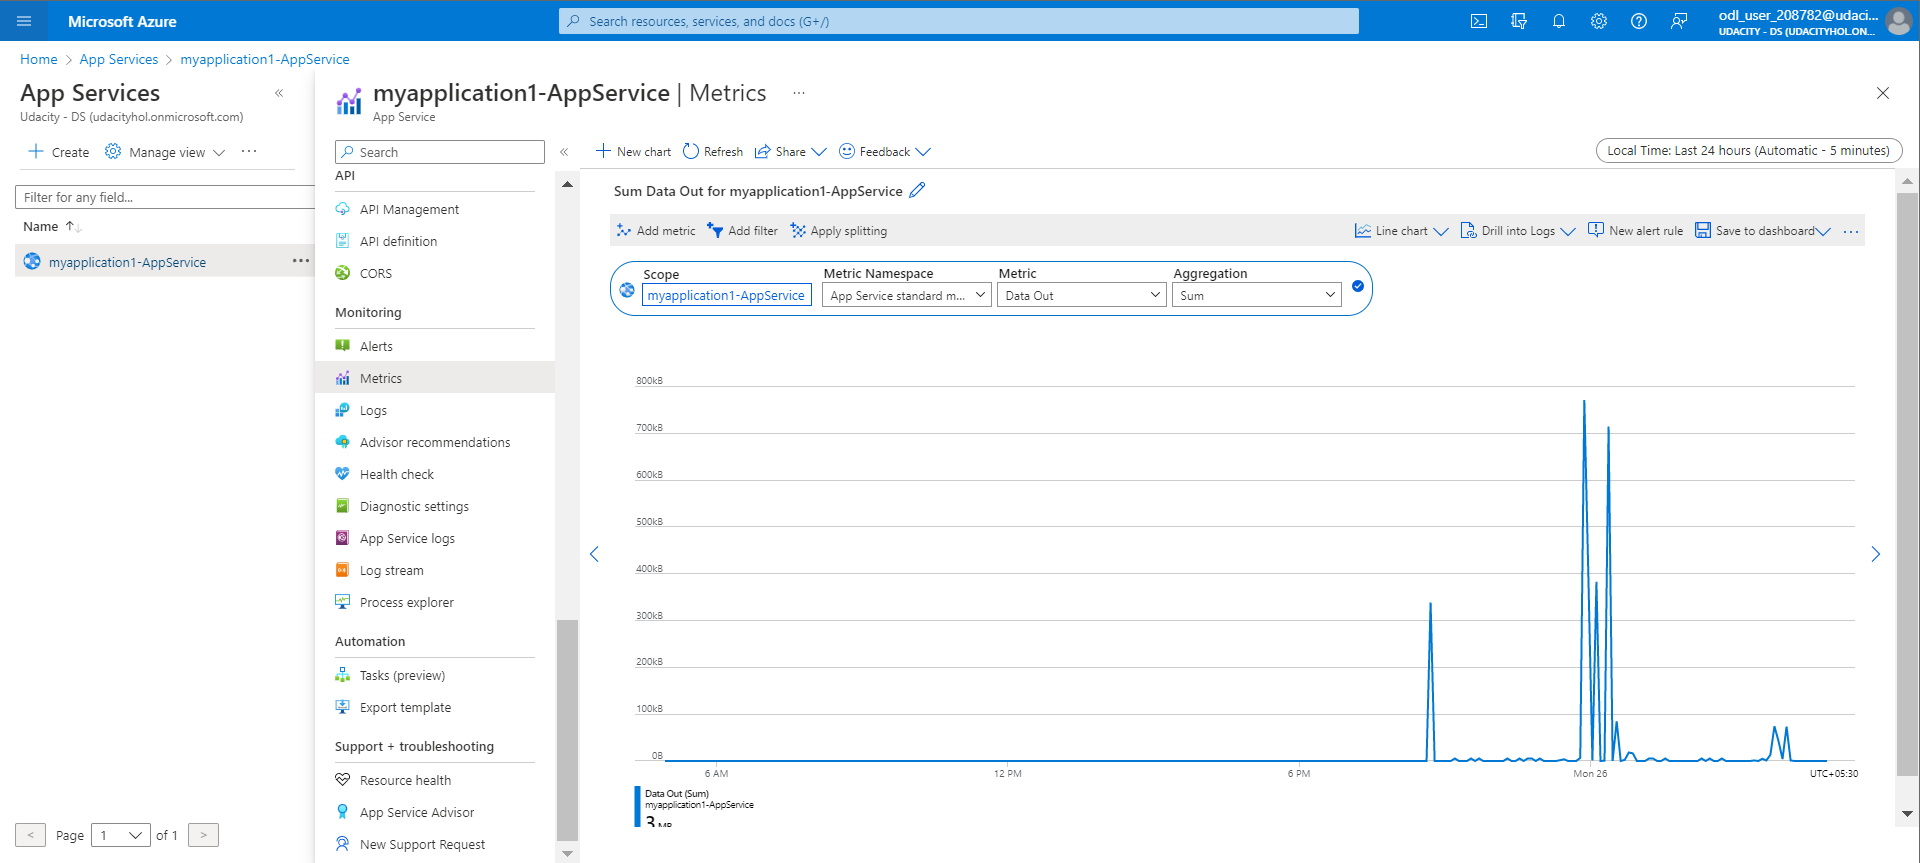 Microsoft Azure
Search resources, services, and docs (G+/)
odl_user_208782@udaci...
UDACITY - DS (UDACITYHOL.ON...
Home > App Services > myapplication1-AppService
App Services
Udacity - DS (udacityhol.onmicrosoft.com)
Create
Manage view
Filter for any field...
Name
myapplication1-AppService
< Page 1 of 1 >
myapplication1-AppService | Metrics
App Service
Search
API
API Management
API definition
CORS
Monitoring
Alerts
Metrics
Logs
Advisor recommendations
Health check
Diagnostic settings
App Service logs
Log stream
Process explorer
Automation
Tasks (preview)
Export template
Support + troubleshooting
Resource health
App Service Advisor
New Support Request
New chart
Refresh
Share
Feedback
Local Time: Last 24 hours (Automatic - 5 minutes)
Sum Data Out for myapplication1-AppService
Add metric
Add filter
Apply splitting
Line chart
Drill into Logs
New alert rule
Save to dashboard
Scope
myapplication1-AppService
Metric Namespace
App Service standard m...
Metric
Data Out
Aggregation
Sum
800kB
700kB
600kB
500kB
400kB
300kB
200kB
100kB
0B
6 AM
12 PM
6 PM
Mon 26
UTC+05:30
Data Out (Sum)
myapplication1-AppService
3 MB